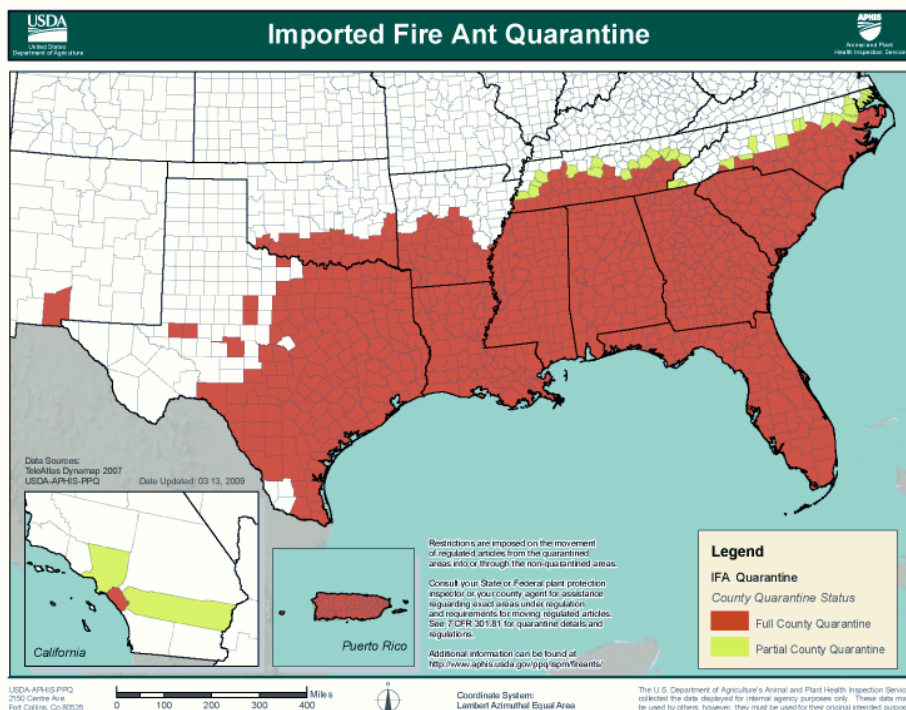 USDA
United States
Department of Agriculture
Imported Fire Ant Quarantine
APHIS
Animal and Plant
Health Inspection Service
Data Sources:
TeleAtlas Dynamap 2007
USDA-APHIS-PPQ
Date Updated: 03 13, 2009
California
Puerto Rico
Restrictions are imposed on the movement
of regulated articles from the quarantined
areas into or through the non-quarantined areas.
Consult your State or Federal plant protection
inspector or your county agent for assistance
reguarding exact areas under regulation
and requirements for moving regulated articles.
See 7 CFR 301.81 for quarantine details and
regulations.
Additional information can be found at
http://www.aphis.usda.gov/ppq/ispm/fireants/
Legend
IFA Quarantine
County Quarantine Status
Full County Quarantine
Partial County Quarantine
USDA-APHIS-PPQ
2150 Centre Ave
Fort Collins, Co 80526
0 100 200 300 400
Miles
N
Coordinate System:
Lambert Azimuthal Equal Area
The U.S. Department of Agriculture's Animal and Plant Health Inspection Servic
collected the data displayed for internal agency purposes only. These data ma
be used by others; however, they must be used for their original intended purpos